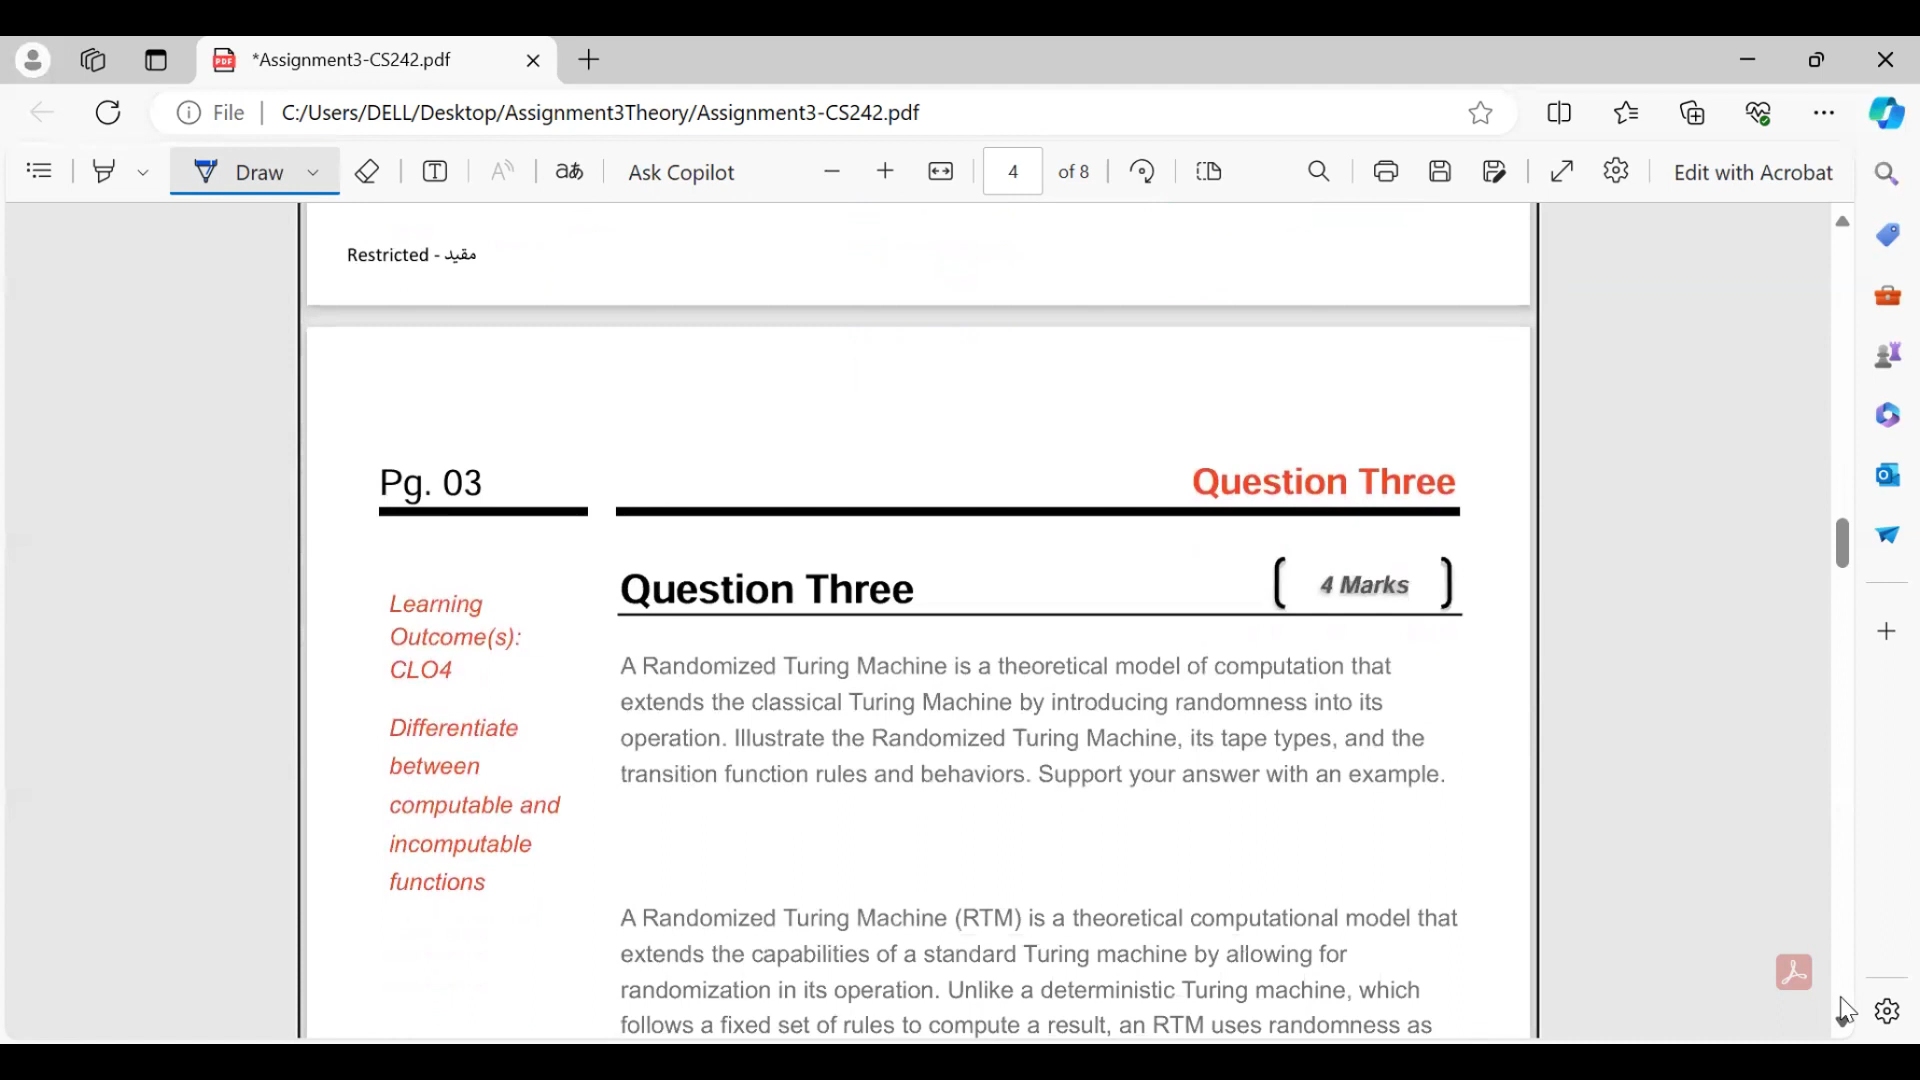 *Assignment3-CS242.pdf
File
C:/Users/DELL/Desktop/Assignment3Theory/Assignment3-CS242.pdf
Draw
Ask Copilot
4
of 8
Edit with Acrobat
Restricted - مقيد
Pg. 03
Question Three
Question Three
4 Marks
Learning
Outcome(s):
CLO4
Differentiate
between
computable and
incomputable
functions
A Randomized Turing Machine is a theoretical model of computation that
extends the classical Turing Machine by introducing randomness into its
operation. Illustrate the Randomized Turing Machine, its tape types, and the
transition function rules and behaviors. Support your answer with an example.
A Randomized Turing Machine (RTM) is a theoretical computational model that
extends the capabilities of a standard Turing machine by allowing for
randomization in its operation. Unlike a deterministic Turing machine, which
follows a fixed set of rules to compute a result, an RTM uses randomness as